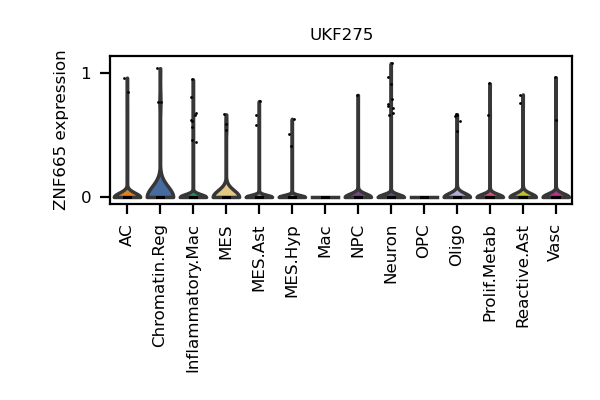 UKF275
ZNF665 expression
1
0
AC
Chromatin.Reg
Inflammatory.Mac
MES
MES.Ast
MES.Hyp
Mac
NPC
Neuron
OPC
Oligo
Prolif.Metab
Reactive.Ast
Vasc